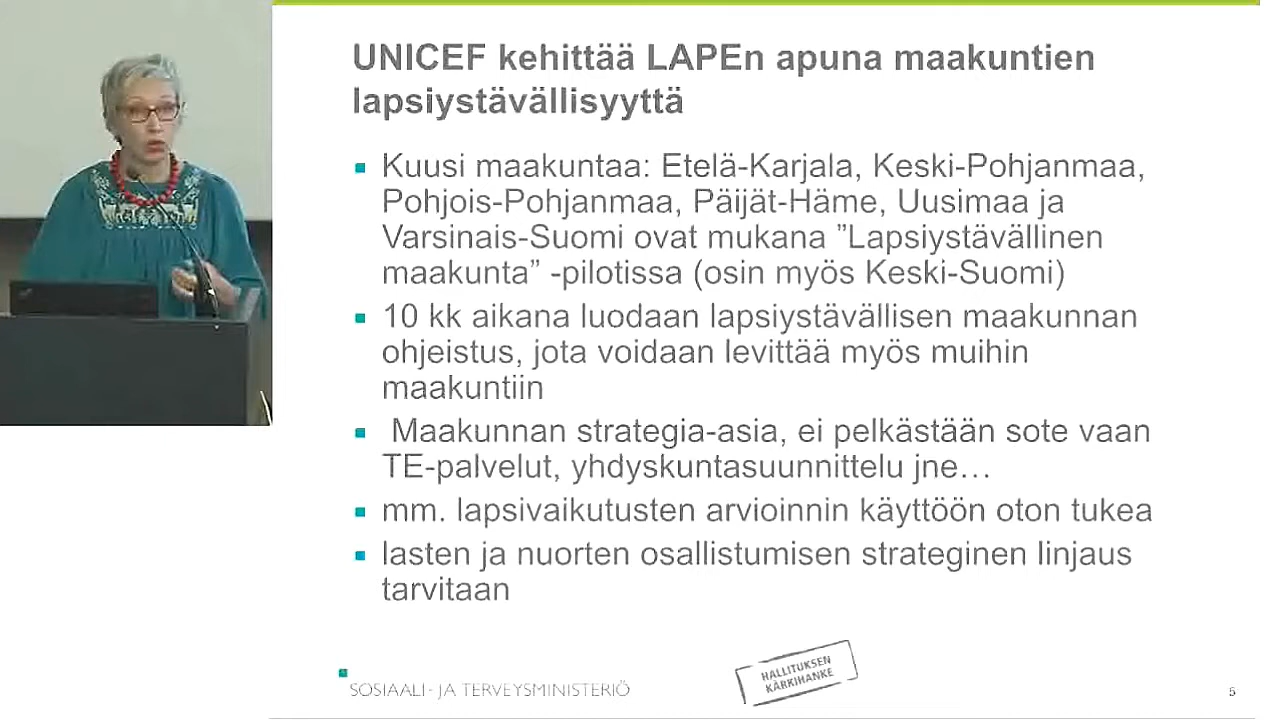 UNICEF kehittää LAPEn apuna maakuntien
lapsiystävällisyyttä
Kuusi maakuntaa: Etelä-Karjala, Keski-Pohjanmaa,
Pohjois-Pohjanmaa, Päijät-Häme, Uusimaa ja
Varsinais-Suomi ovat mukana ”Lapsiystävällinen
maakunta” -pilotissa (osin myös Keski-Suomi)
10 kk aikana luodaan lapsiystävällisen maakunnan
ohjeistus, jota voidaan levittää myös muihin
maakuntiin
Maakunnan strategia-asia, ei pelkästään sote vaan
TE-palvelut, yhdyskuntasuunnittelu jne…
mm. lapsivaikutusten arvioinnin käyttöön oton tukea
lasten ja nuorten osallistumisen strateginen linjaus
tarvitaan
SOSIAALI- JA TERVEYSMINISTERIÖ
HALLITUKSEN
KÄRKIHANKE
5